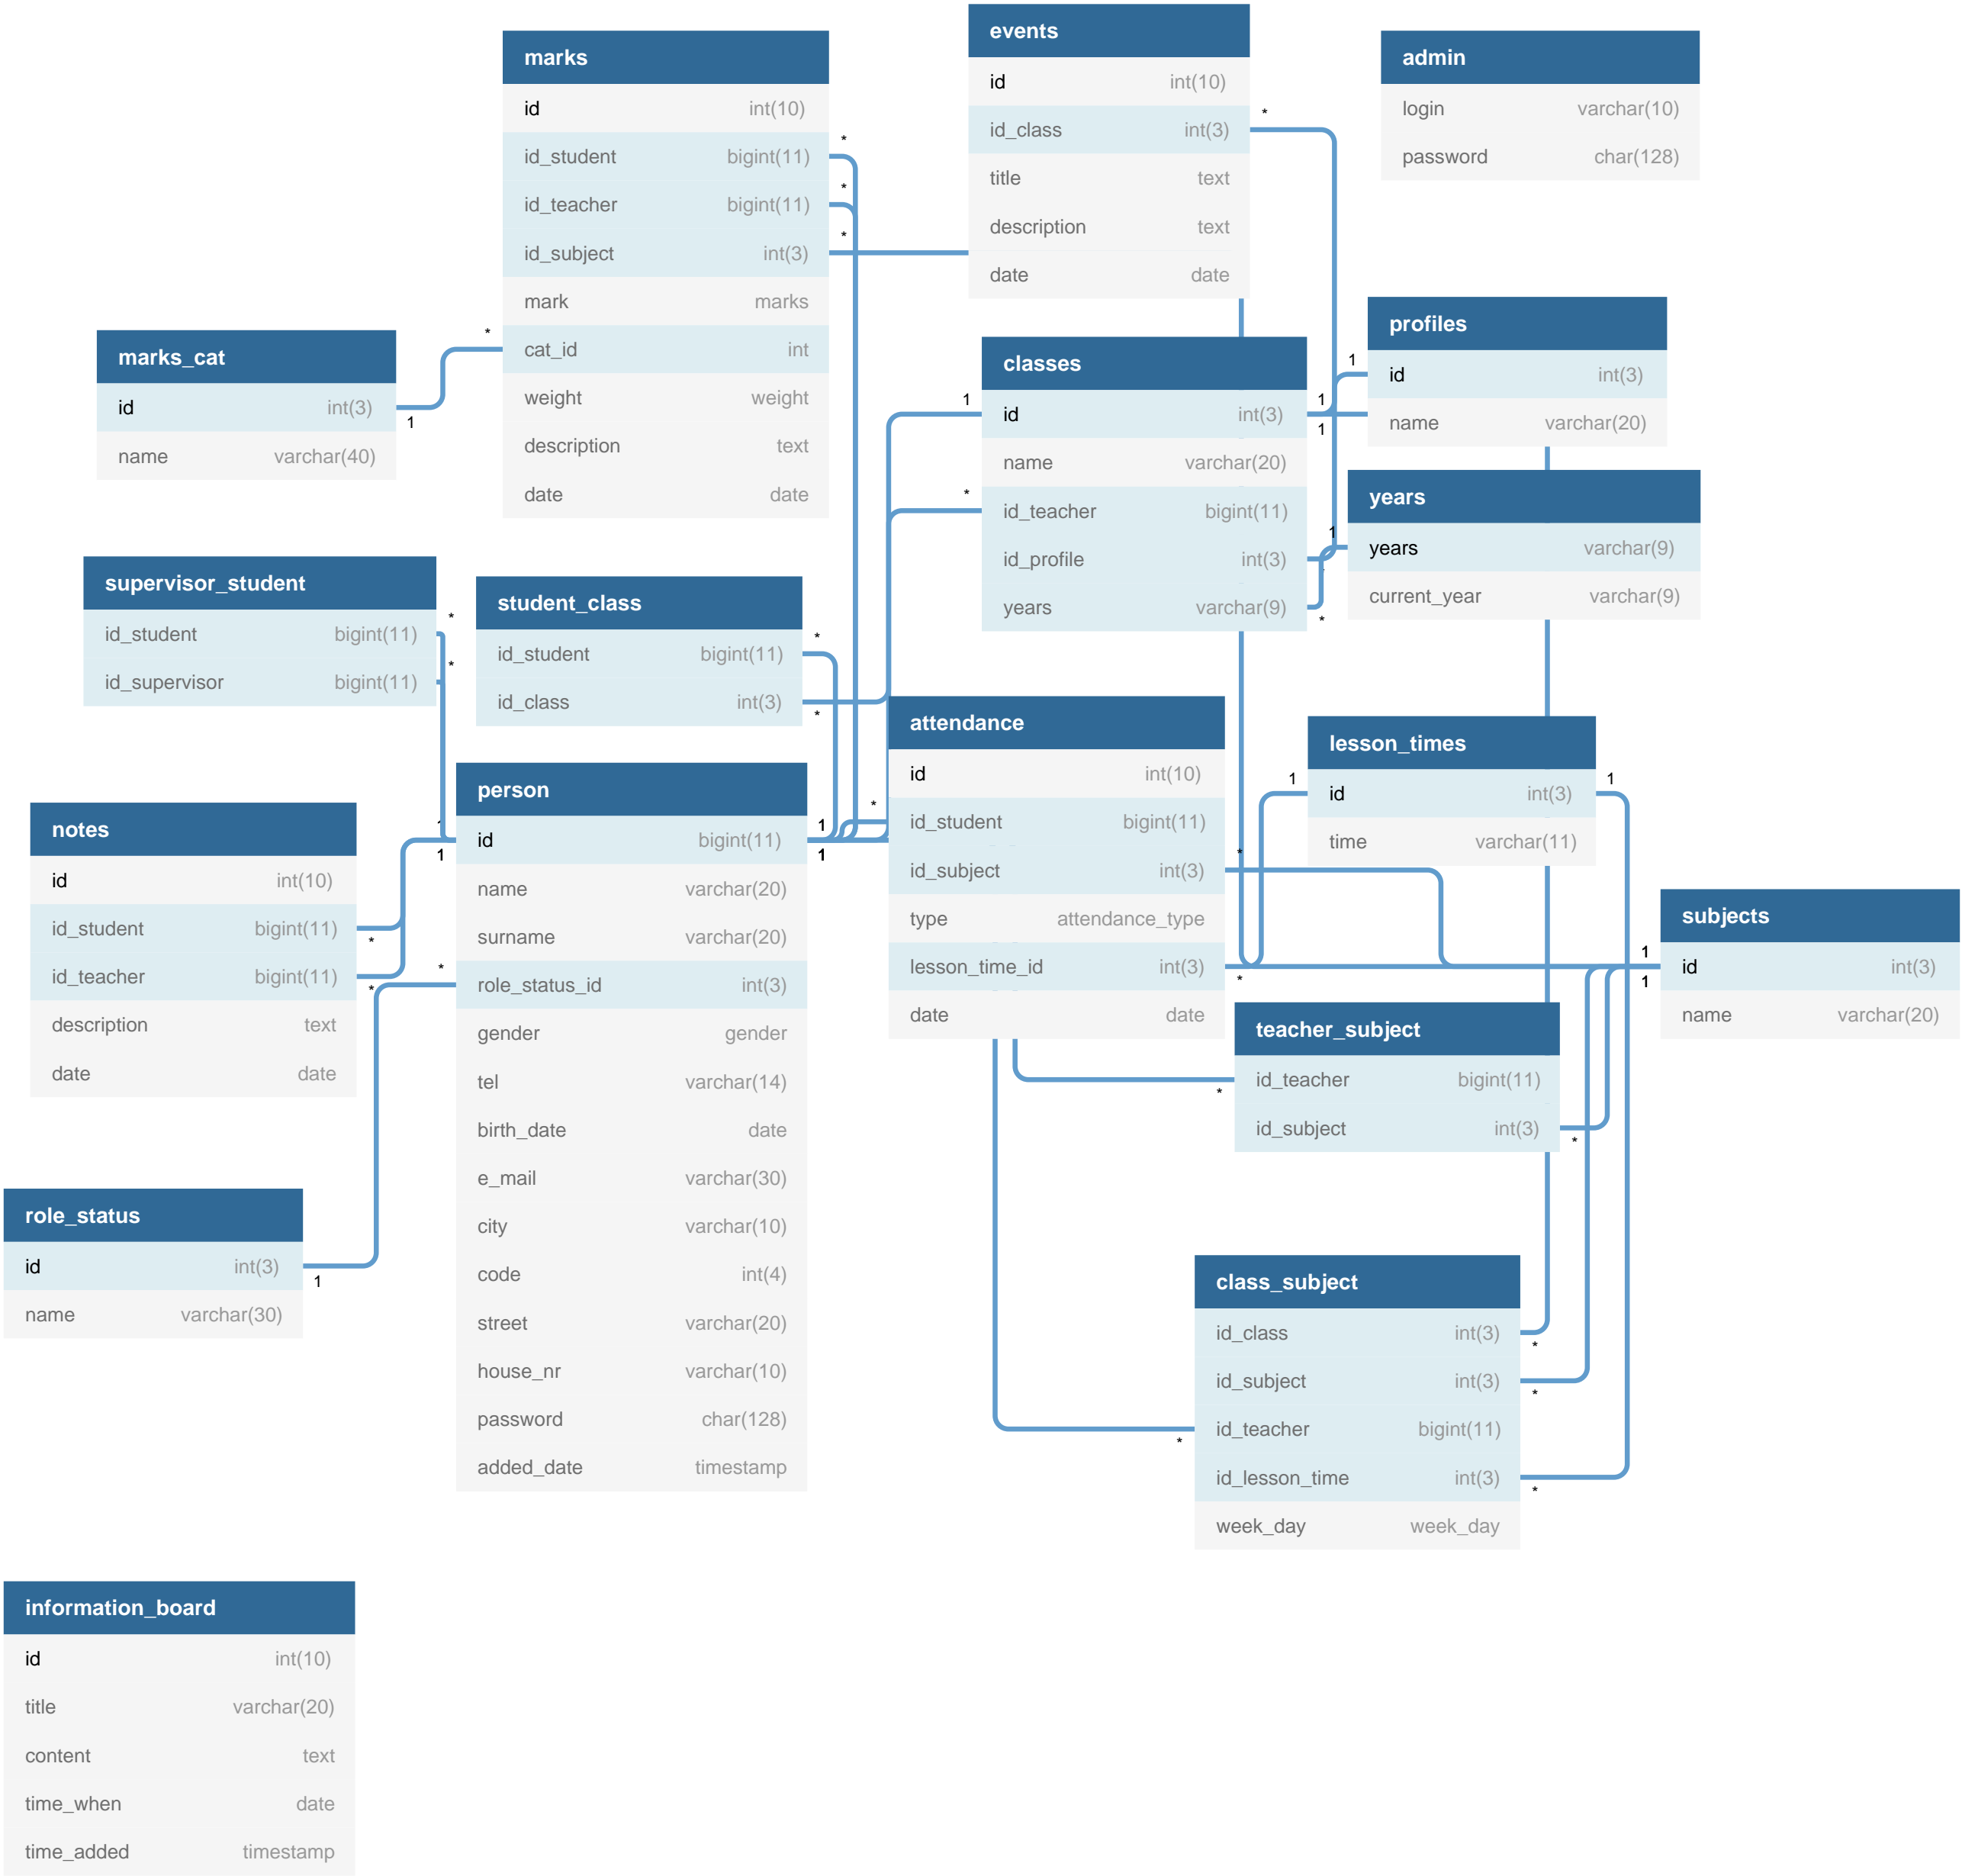 marks
id int(10)
id_student bigint(11)
id_teacher bigint(11)
id_subject int(3)
mark marks
cat_id int
weight weight
description text
date date
events
id int(10)
id_class int(3)
title text
description text
date date
admin
login varchar(10)
password char(128)
marks_cat
id int(3)
name varchar(40)
classes
id int(3)
name varchar(20)
id_teacher bigint(11)
id_profile int(3)
years varchar(9)
profiles
id int(3)
name varchar(20)
years
years varchar(9)
current_year varchar(9)
supervisor_student
id_student bigint(11)
id_supervisor bigint(11)
student_class
id_student bigint(11)
id_class int(3)
attendance
id int(10)
id_student bigint(11)
id_subject int(3)
type attendance_type
lesson_time_id int(3)
date date
lesson_times
id int(3)
time varchar(11)
notes
id int(10)
id_student bigint(11)
id_teacher bigint(11)
description text
date date
person
id bigint(11)
name varchar(20)
surname varchar(20)
role_status_id int(3)
gender gender
tel varchar(14)
birth_date date
e_mail varchar(30)
city varchar(10)
code int(4)
street varchar(20)
house_nr varchar(10)
password char(128)
added_date timestamp
subjects
id int(3)
name varchar(20)
teacher_subject
id_teacher bigint(11)
id_subject int(3)
role_status
id int(3)
name varchar(30)
class_subject
id_class int(3)
id_subject int(3)
id_teacher bigint(11)
id_lesson_time int(3)
week_day week_day
information_board
id int(10)
title varchar(20)
content text
time_when date
time_added timestamp